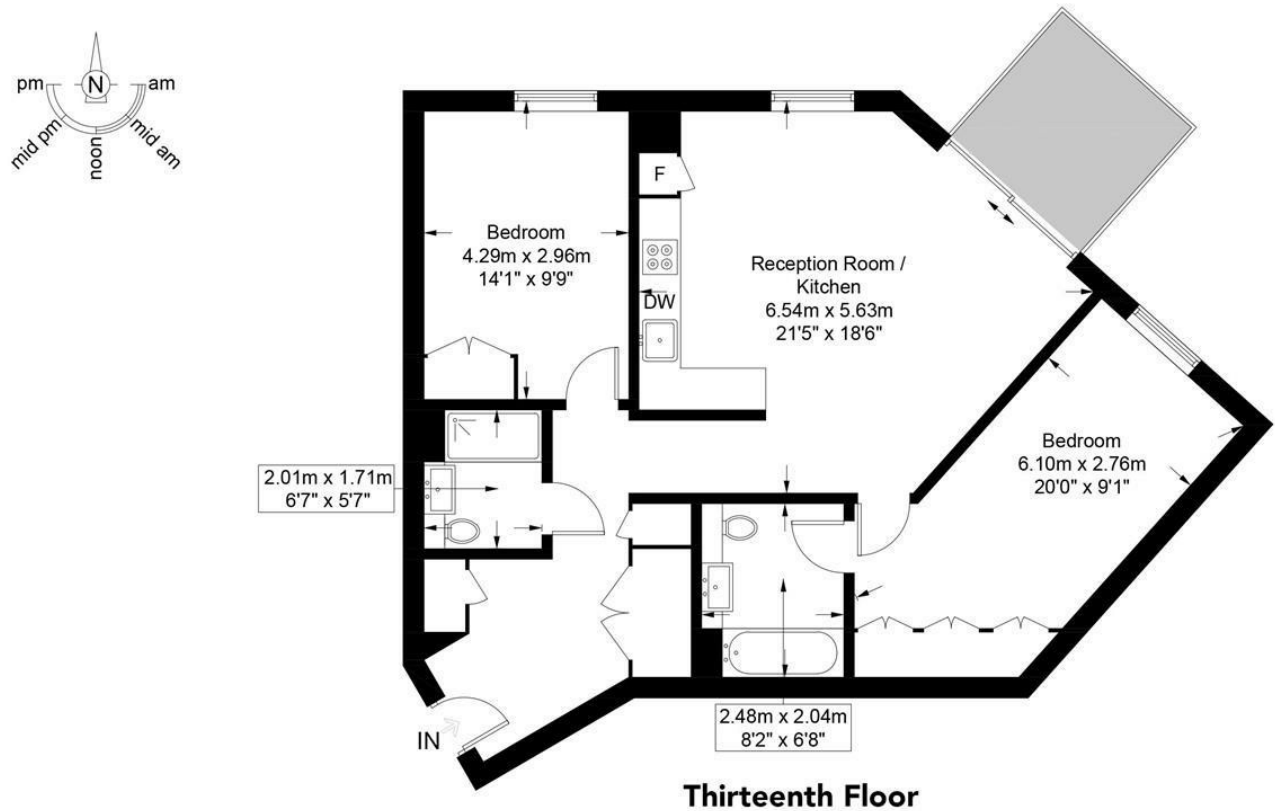 N
pm
am
mid pm
mid am
noon
F
Bedroom
4.29m x 2.96m
14'1" x 9'9"
Reception Room /
Kitchen
6.54m x 5.63m
21'5" x 18'6"
DW
Bedroom
6.10m x 2.76m
20'0" x 9'1"
2.01m x 1.71m
6'7" x 5'7"
2.48m x 2.04m
8'2" x 6'8"
IN
Thirteenth Floor